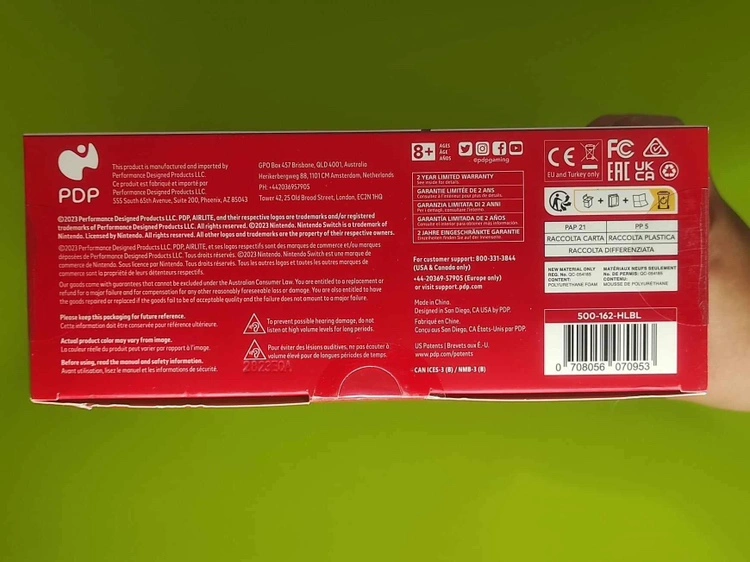 PDP
This product is manufactured and imported by
Performance Designed Products LLC.
Ce produit est fabriqué et importé par
Performance Designed Products LLC.
555 South 65th Avenue, Suite 200, Phoenix, AZ 85043
GPO Box 457 Brisbane, QLD 4001, Australia
Herikerbergweg 88, 1101 CM Amsterdam, Netherlands
PH: +442036957905
Tower 42, 25 Old Broad Street, London, EC2N 1HQ
©2023 Performance Designed Products LLC. PDP, AIRLITE, and their respective logos are trademarks and/or registered
trademarks of Performance Designed Products LLC. All rights reserved. ©2023 Nintendo. Nintendo Switch is a trademark of
Nintendo. Licensed by Nintendo. All rights reserved. All other logos and trademarks are the property of their respective owners.
©2023 Performance Designed Products LLC. PDP, AIRLITE, et ses logos respectifs sont des marques de commerce et/ou marques
déposées de Performance Designed Products LLC. Tous droits réservés. ©2023 Nintendo. Nintendo Switch est une marque de
commerce de Nintendo. Sous licence de Nintendo. Tous droits réservés. Tous les autres logos et toutes les autres marques de
commerce sont la propriété de leurs détenteurs respectifs.
Our goods come with guarantees that cannot be excluded under the Australian Consumer Law. You are entitled to a replacement or
refund for a major failure and for compensation for any other reasonably foreseeable loss or damage. You are also entitled to have
the goods repaired or replaced if the goods fail to be of acceptable quality and the failure does not amount to a major failure.
Please keep this packaging for future reference.
Cette information doit être conservée pour référence ultérieure.
Actual product color may vary from image.
La couleur réelle du produit peut varier par rapport à l'image.
Before using, read the manual and safety information.
Avant utilisation, lisez le manuel et les informations de sécurité.
To prevent possible hearing damage, do not
listen at high volume levels for long periods.
Pour éviter des lésions auditives, ne pas écouter à
volume élevé pour de longues périodes de temps.
8+ AGES
ÂGE
AÑOS
@pdpgaming
2 YEAR LIMITED WARRANTY
See inside for details.
GARANTIE LIMITÉE DE 2 ANS
GARANZIA LIMITATA DI 2 ANNI
GARANTÍA LIMITADA DE 2 AÑOS
2 JAHRE EINGESCHRÄNKTE GARANTIE
For customer support: 800-331-3844
(USA & Canada only)
+44-20369-57905 (Europe only)
or visit support.pdp.com
Made in China.
Designed in San Diego, CA USA by PDP.
Fabriqué en Chine.
Conçu aus San Diego, CA États-Unis par PDP.
US Patents | Brevets aux É.-U.
www.pdp.com/patents
CAN ICES-3 (B) / NMB-3 (B)
CE
EU and Turkey only
FC
EAC UK
CA
PAP 21 PP 5
RACCOLTA CARTA RACCOLTA PLASTICA
RACCOLTA DIFFERENZIATA
NEW MATERIAL ONLY
POLYURETHANE FOAM
MATÉRIAUX NEUFS SEULEMENT
MOUSSE DE POLYURETHANE
500-162-HLBL
0 708056 070953